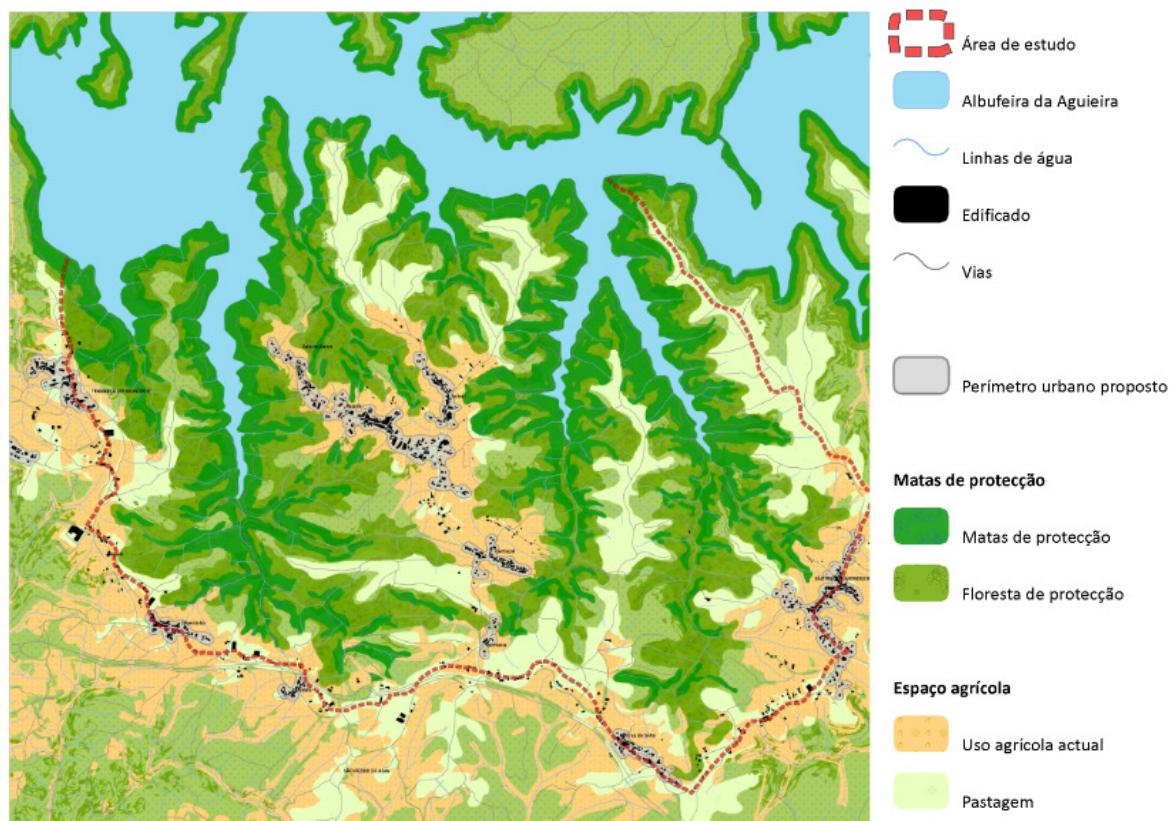 Área de estudo
Albufeira da Aguieira
Linhas de água
Edificado
Vias
Perímetro urbano proposto
Matas de protecção
Matas de protecção
Floresta de protecção
Espaço agrícola
Uso agrícola actual
Pastagem